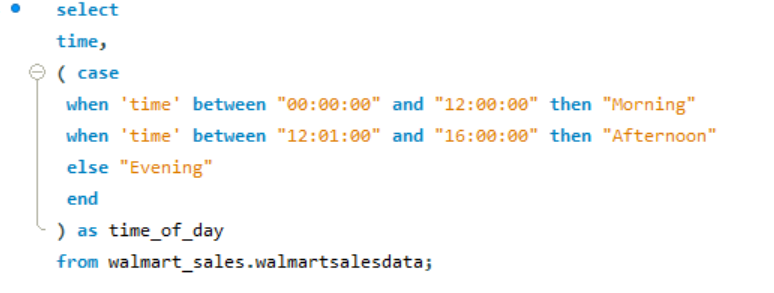 select
time,
( case
when 'time' between "00:00:00" and "12:00:00" then "Morning"
when 'time' between "12:01:00" and "16:00:00" then "Afternoon"
else "Evening"
end
) as time_of_day
from walmart_sales.walmartsalesdata;